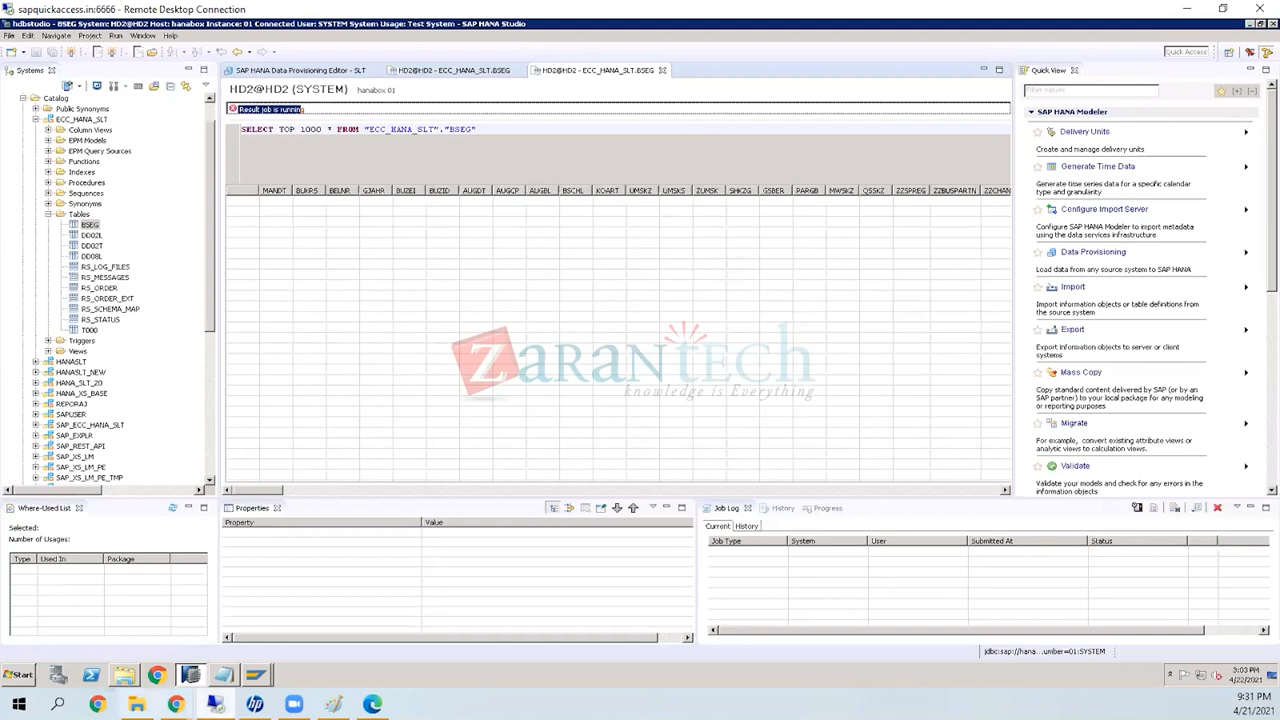 sapquickaccess.in:6666 - Remote Desktop Connection
hdbstudio - BSEG System: HD2@HD2 Host: hanabox Instance: 01 Connected User: SYSTEM System Usage: Test System - SAP HANA Studio
File Edit Navigate Project Run Window Help
Quick Access
Systems
SAP HANA Data Provisioning Editor - SLT
HD2@HD2 - ECC_HANA_SLT.BSEG
HD2@HD2 - ECC_HANA_SLT.BSEG
Quick View
Catalog
Public Synonyms
ECC_HANA_SLT
Column Views
EPM Models
EPM Query Sources
Functions
Indexes
Procedures
Sequences
Synonyms
Tables
BSEG
DD02L
DD02T
DD08L
RS_LOG_FILES
RS_MESSAGES
RS_ORDER
RS_ORDER_EXT
RS_SCHEMA_MAP
RS_STATUS
T000
Triggers
Views
HANASLT
HANASLT_NEW
HANA_SLT_20
HANA_XS_BASE
REPORAJ
SAPUSER
SAP_ECC_HANA_SLT
SAP_EXPLR
SAP_REST_API
SAP_XS_LM
SAP_XS_LM_PE
SAP_XS_LM_PE_TMP
HD2@HD2 (SYSTEM) hanabox 01
Result job is runnin
SELECT TOP 1000 * FROM "ECC_HANA_SLT"."BSEG"
MANDT BUKRS BELNR GJAHR BUZEI BUZID AUGDT AUGCP AUGBL BSCHL KOART UMSKZ UMSKS ZUMSK SHKZG GSBER PARGB MWSKZ QSSKZ ZZSPREG ZZBUSPARTN ZZCHAN
ZaranTech
knowledge is Everything
Filter values
SAP HANA Modeler
Delivery Units
Create and manage delivery units
Generate Time Data
Generate time series data for a specific calendar
type and granularity
Configure Import Server
Configure SAP HANA Modeler to import metadata
using the data services infrastructure
Data Provisioning
Load data from any source system to SAP HANA
Import
Import information objects or table definitions from
the source system
Export
Export information objects to server or client
systems
Mass Copy
Copy standard content delivered by SAP (or by an
SAP partner) to your local package for any modeling
or reporting purposes
Migrate
For example, convert existing attribute views or
analytic views to calculation views.
Validate
Validate your models and check for any errors in the
information objects
Where-Used List
Selected:
Number of Usages:
Type Used In Package
Properties
Property Value
Job Log History Progress
Current History
Job Type System User Submitted At Status
jdbc:sap://hana...umber=01:SYSTEM
Start
3:03 PM
4/22/2021
9:31 PM
4/21/2021